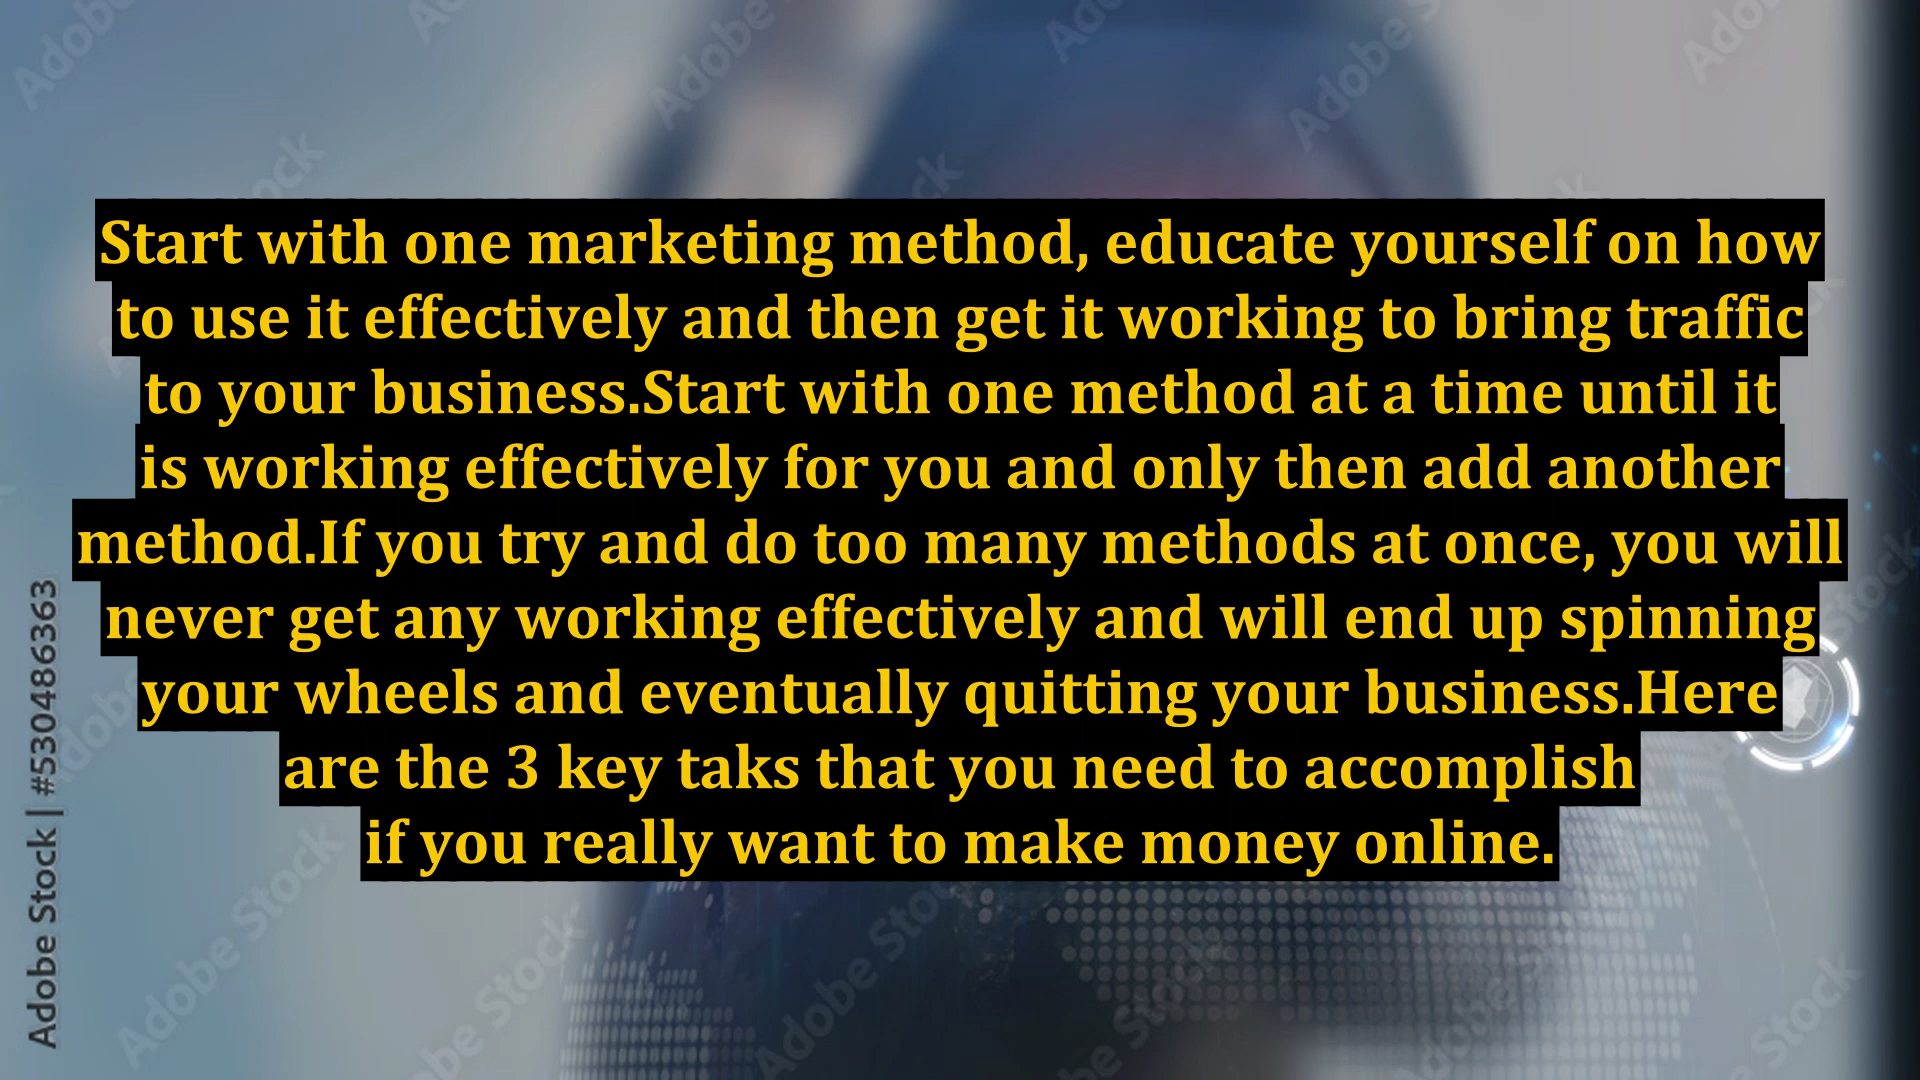 Start with one marketing method, educate yourself on how
to use it effectively and then get it working to bring traffic
to your business.Start with one method at a time until it
is working effectively for you and only then add another
method.If you try and do too many methods at once, you will
never get any working effectively and will end up spinning
your wheels and eventually quitting your business.Here
are the 3 key taks that you need to accomplish
if you really want to make money online.
Adobe Stock | #530486363
Adobe Stock